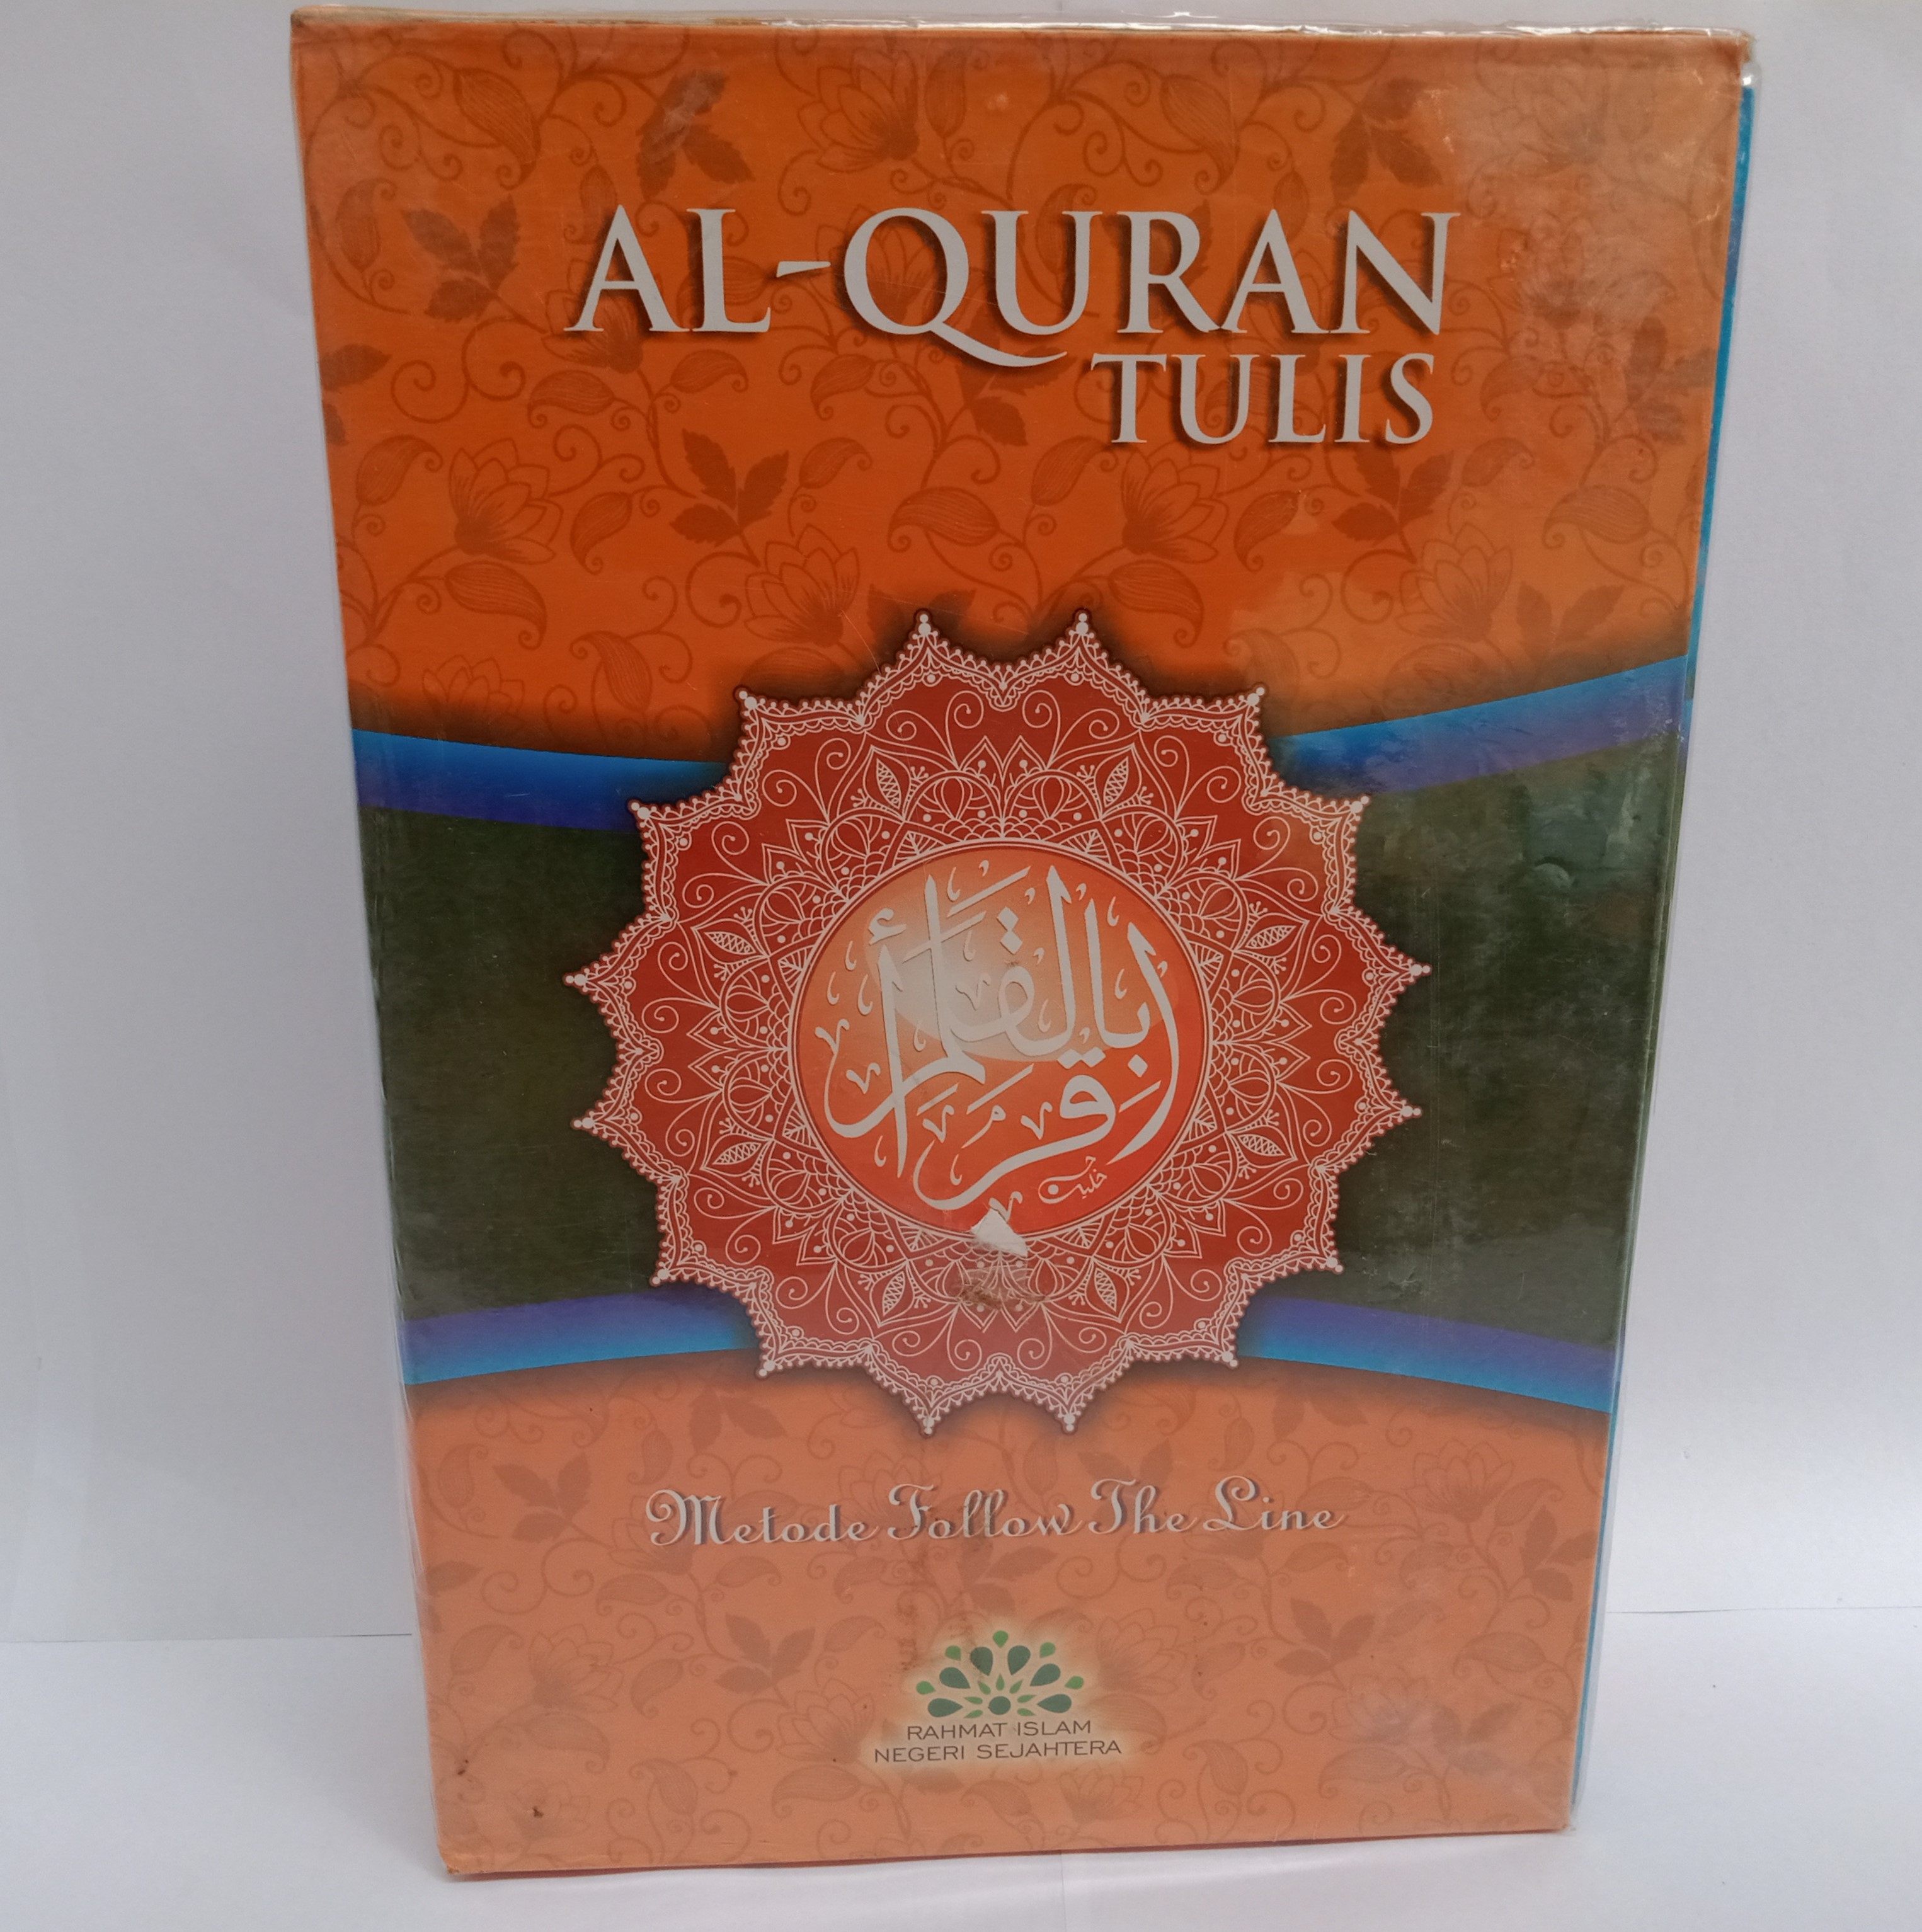 AL-QURAN
TULIS
اقرأ بالقلم
Metode Follow The Line
RAHMAT ISLAM
NEGERI SEJAHTERA